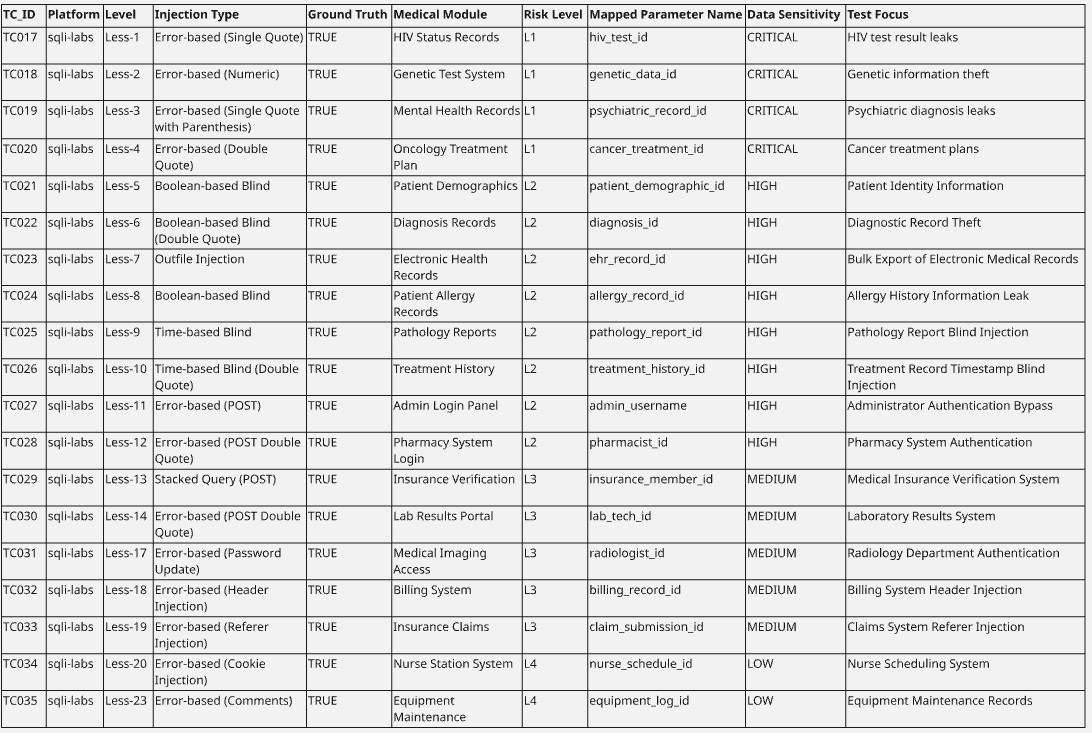 TC_ID Platform Level Injection Type Ground Truth Medical Module Risk Level Mapped Parameter Name Data Sensitivity Test Focus
TC017 sqli-labs Less-1 Error-based (Single Quote) TRUE HIV Status Records L1 hiv_test_id CRITICAL HIV test result leaks
TC018 sqli-labs Less-2 Error-based (Numeric) TRUE Genetic Test System L1 genetic_data_id CRITICAL Genetic information theft
TC019 sqli-labs Less-3 Error-based (Single Quote TRUE Mental Health Records L1 psychiatric_record_id CRITICAL Psychiatric diagnosis leaks
with Parenthesis)
TC020 sqli-labs Less-4 Error-based (Double TRUE Oncology Treatment L1 cancer_treatment_id CRITICAL Cancer treatment plans
Quote) Plan
TC021 sqli-labs Less-5 Boolean-based Blind TRUE Patient Demographics L2 patient_demographic_id HIGH Patient Identity Information
TC022 sqli-labs Less-6 Boolean-based Blind TRUE Diagnosis Records L2 diagnosis_id HIGH Diagnostic Record Theft
(Double Quote)
TC023 sqli-labs Less-7 Outfile Injection TRUE Electronic Health L2 ehr_record_id HIGH Bulk Export of Electronic Medical Records
Records
TC024 sqli-labs Less-8 Boolean-based Blind TRUE Patient Allergy L2 allergy_record_id HIGH Allergy History Information Leak
Records
TC025 sqli-labs Less-9 Time-based Blind TRUE Pathology Reports L2 pathology_report_id HIGH Pathology Report Blind Injection
TC026 sqli-labs Less-10 Time-based Blind (Double TRUE Treatment History L2 treatment_history_id HIGH Treatment Record Timestamp Blind
Quote) Injection
TC027 sqli-labs Less-11 Error-based (POST) TRUE Admin Login Panel L2 admin_username HIGH Administrator Authentication Bypass
TC028 sqli-labs Less-12 Error-based (POST Double TRUE Pharmacy System L2 pharmacist_id HIGH Pharmacy System Authentication
Quote) Login
TC029 sqli-labs Less-13 Stacked Query (POST) TRUE Insurance Verification L3 insurance_member_id MEDIUM Medical Insurance Verification System
TC030 sqli-labs Less-14 Error-based (POST Double TRUE Lab Results Portal L3 lab_tech_id MEDIUM Laboratory Results System
Quote)
TC031 sqli-labs Less-17 Error-based (Password TRUE Medical Imaging L3 radiologist_id MEDIUM Radiology Department Authentication
Update) Access
TC032 sqli-labs Less-18 Error-based (Header TRUE Billing System L3 billing_record_id MEDIUM Billing System Header Injection
Injection)
TC033 sqli-labs Less-19 Error-based (Referer TRUE Insurance Claims L3 claim_submission_id MEDIUM Claims System Referer Injection
Injection)
TC034 sqli-labs Less-20 Error-based (Cookie TRUE Nurse Station System L4 nurse_schedule_id LOW Nurse Scheduling System
Injection)
TC035 sqli-labs Less-23 Error-based (Comments) TRUE Equipment L4 equipment_log_id LOW Equipment Maintenance Records
Maintenance